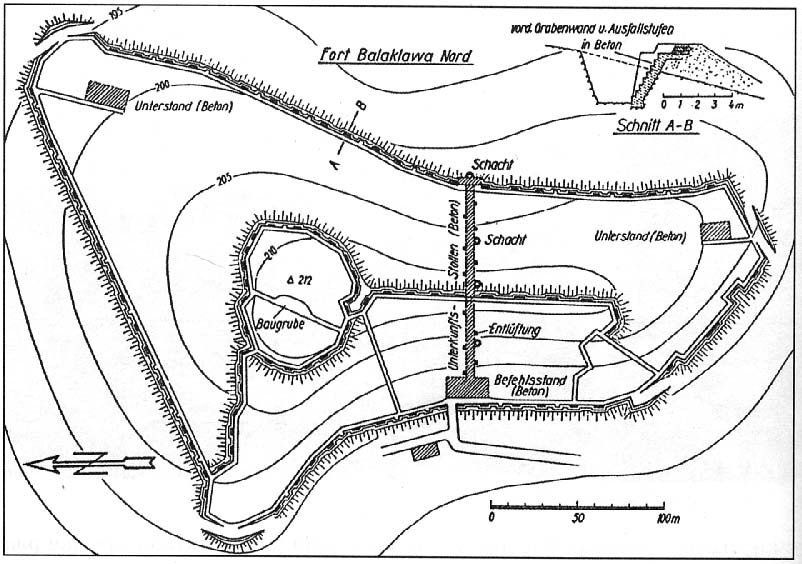 195
Fort Balaklawa Nord
vord. Grabenwand u. Ausfallstufen
in Beton
0 1 2 3 4m
Schnitt A-B
200
Unterstand (Beton)
B
A
Schacht
205
Unterkunfts-Stollen (Beton)
Schacht
Unterstand (Beton)
210
△ 212
Baugrube
Entlüftung
Befehlsstand
(Beton)
N
0 50 100m